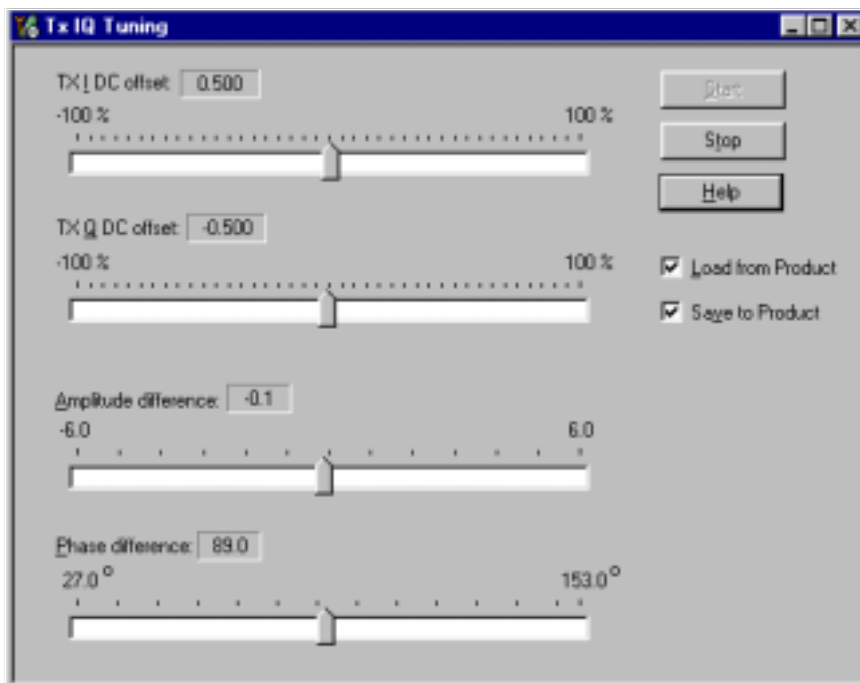 Tx IQ Tuning
TX I DC offset: 0.500
-100 % 100 %
Start
Stop
Help
TX Q DC offset: -0.500
-100 % 100 %
Load from Product
Save to Product
Amplitude difference: -0.1
-6.0 6.0
Phase difference: 89.0
27.0 ° 153.0 °